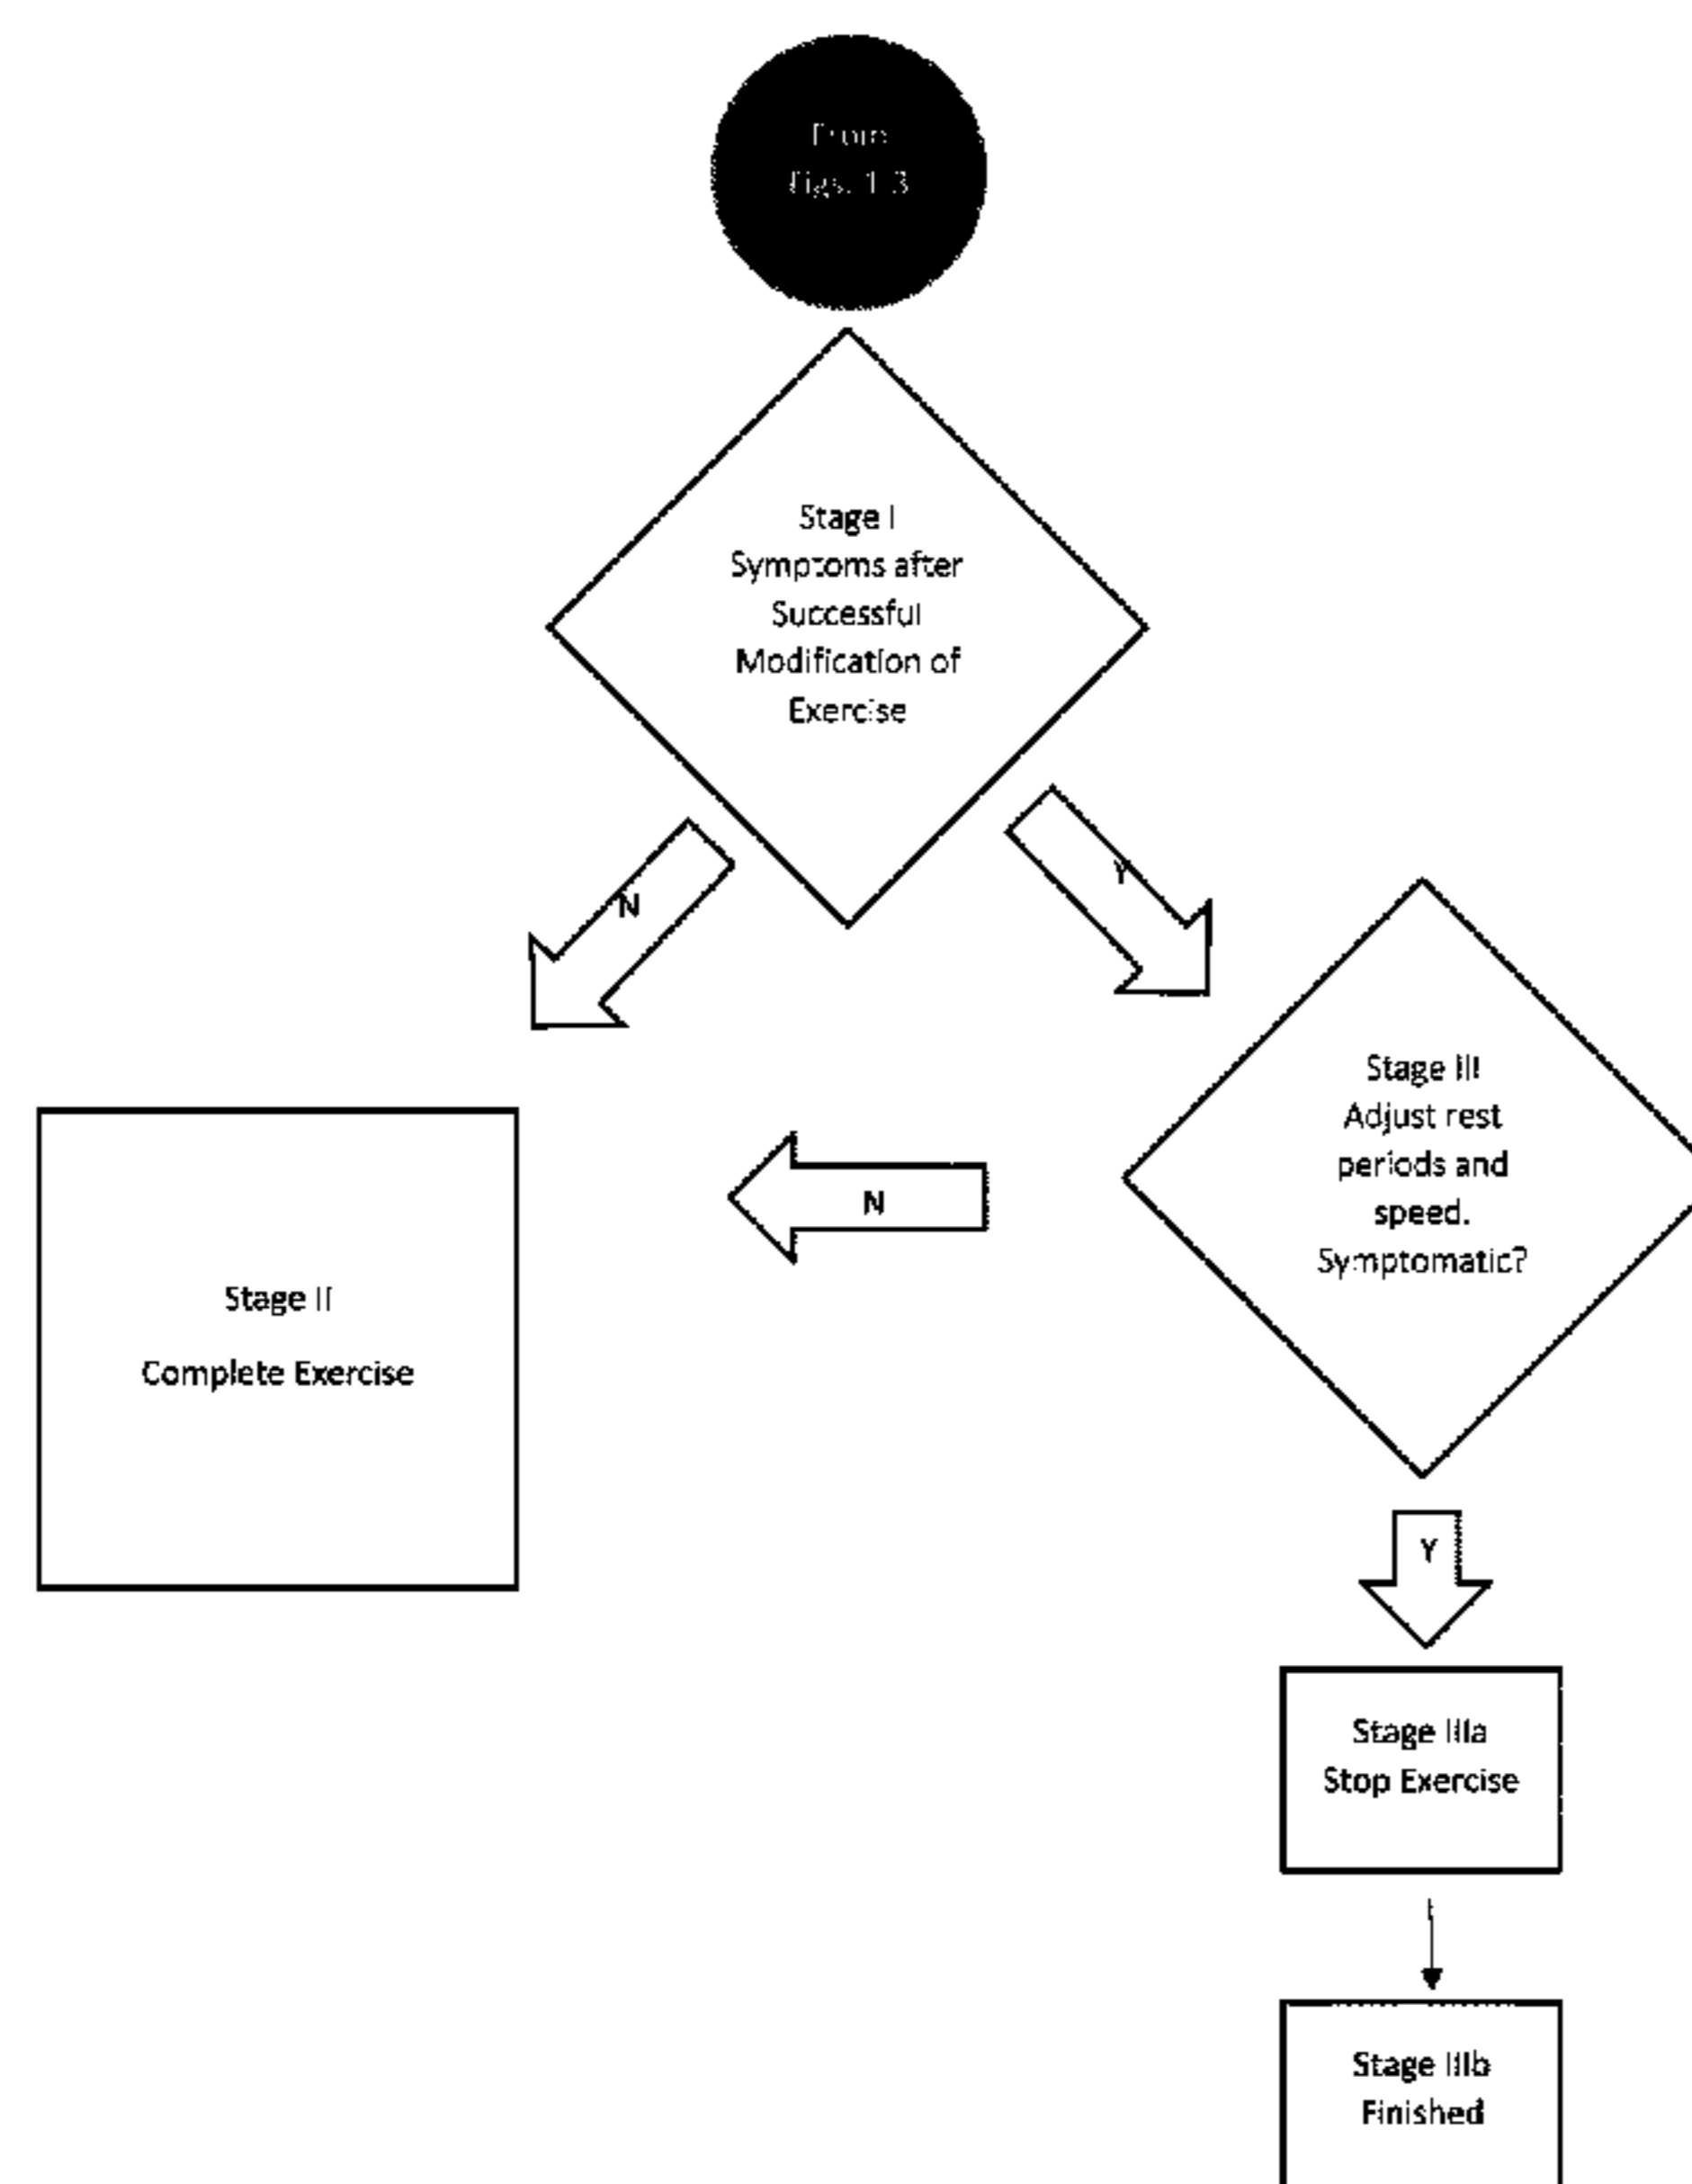 From
Figs. 1-3
Stage I
Symptoms after
Successful
Modification of
Exercise
N
Y
Stage III
Adjust rest
periods and
speed.
Symptomatic?
N
Stage II
Complete Exercise
Y
Stage IIIa
Stop Exercise
Stage IIIb
Finished